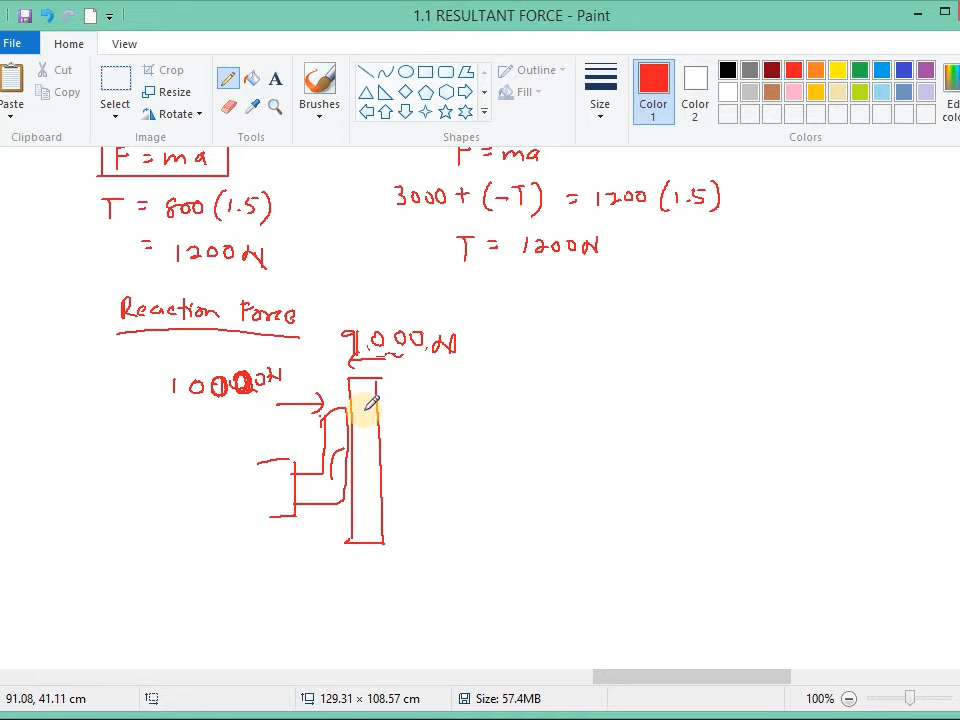 1.1 RESULTANT FORCE - Paint
File Home View
Paste Cut Copy Clipboard
Select Crop Resize Rotate Image
Tools
Brushes
Outline Fill Shapes
Size
Color 1 Color 2 Colors
F = ma
T = 800 (1.5)
= 1200N
F = ma
3000 + (-T) = 1200 (1.5)
T = 1200N
Reaction Force
9,000.N
91.08, 41.11 cm 129.31 × 108.57 cm Size: 57.4MB 100%